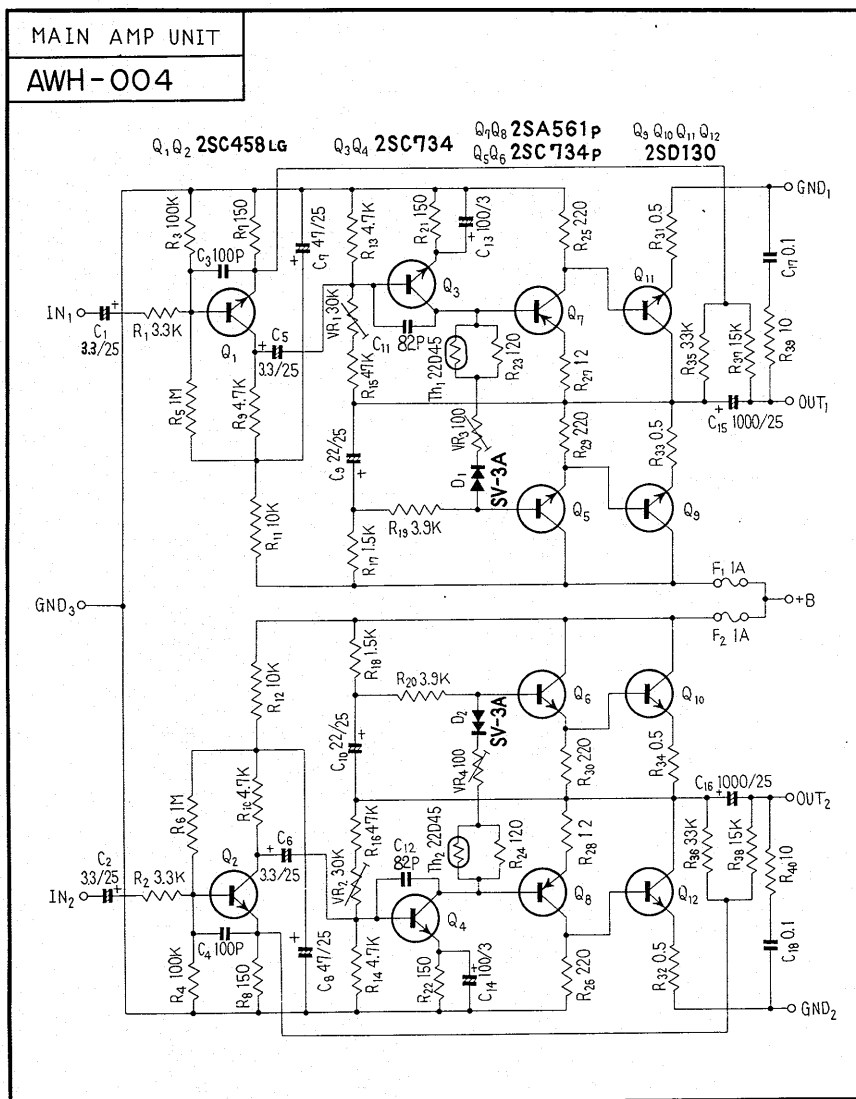 MAIN AMP UNIT
AWH-004
Q1 Q2 2SC458 LG
Q3 Q4 2SC734
Q7 Q8 2SA561P
Q5 Q6 2SC734P
Q9 Q10 Q11 Q12
2SD130
GND1
R3 100K
R7 150
C7 47/25
R13 4.7K
R21 150
C13 100/3
R25 220
R31 0.5
C17 0.1
C3 100P
Q3
Q11
IN1
C1
3.3/25
R1 3.3K
Q1
C5
3.3/25
VR1 30K
C11
82P
Q7
Th1 22D45
R23 120
R27 12
R35 33K
R37 15K
R39 10
R5 1M
R9 4.7K
R15 47K
OUT1
C15 1000/25
VR3 100
R29 220
R33 0.5
C9 22/25
D1
SV-3A
Q5
Q9
R11 10K
R19 3.9K
R17 1.5K
F1 1A
GND3
+B
F2 1A
R18 1.5K
R12 10K
R20 3.9K
Q6
Q10
D2
SV-3A
C10 22/25
VR4 100
R30 220
R34 0.5
C16 1000/25
OUT2
R6 1M
R10 4.7K
R16 47K
Th2 22D45
R24 120
R28 12
R36 33K
R38 15K
R40 10
C2
3.3/25
R2 3.3K
Q2
C6
3.3/25
VR2 30K
C12
82P
IN2
Q4
Q8
Q12
C4 100P
R4 100K
R8 150
C8 47/25
R14 4.7K
R22 150
C14 100/3
R26 220
R32 0.5
C18 0.1
GND2